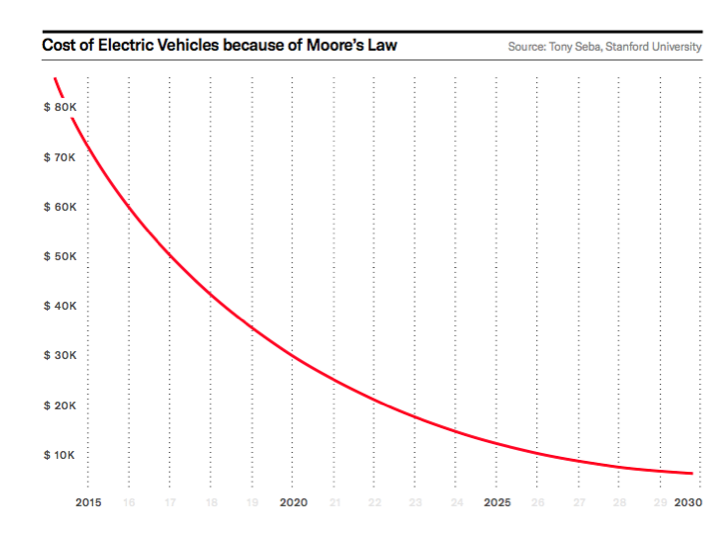 Cost of Electric Vehicles because of Moore's Law Source: Tony Seba, Stanford University
$ 80K
$ 70K
$ 60K
$ 50K
$ 40K
$ 30K
$ 20K
$ 10K
2015 16 17 18 19 2020 21 22 23 24 2025 26 27 28 29 2030